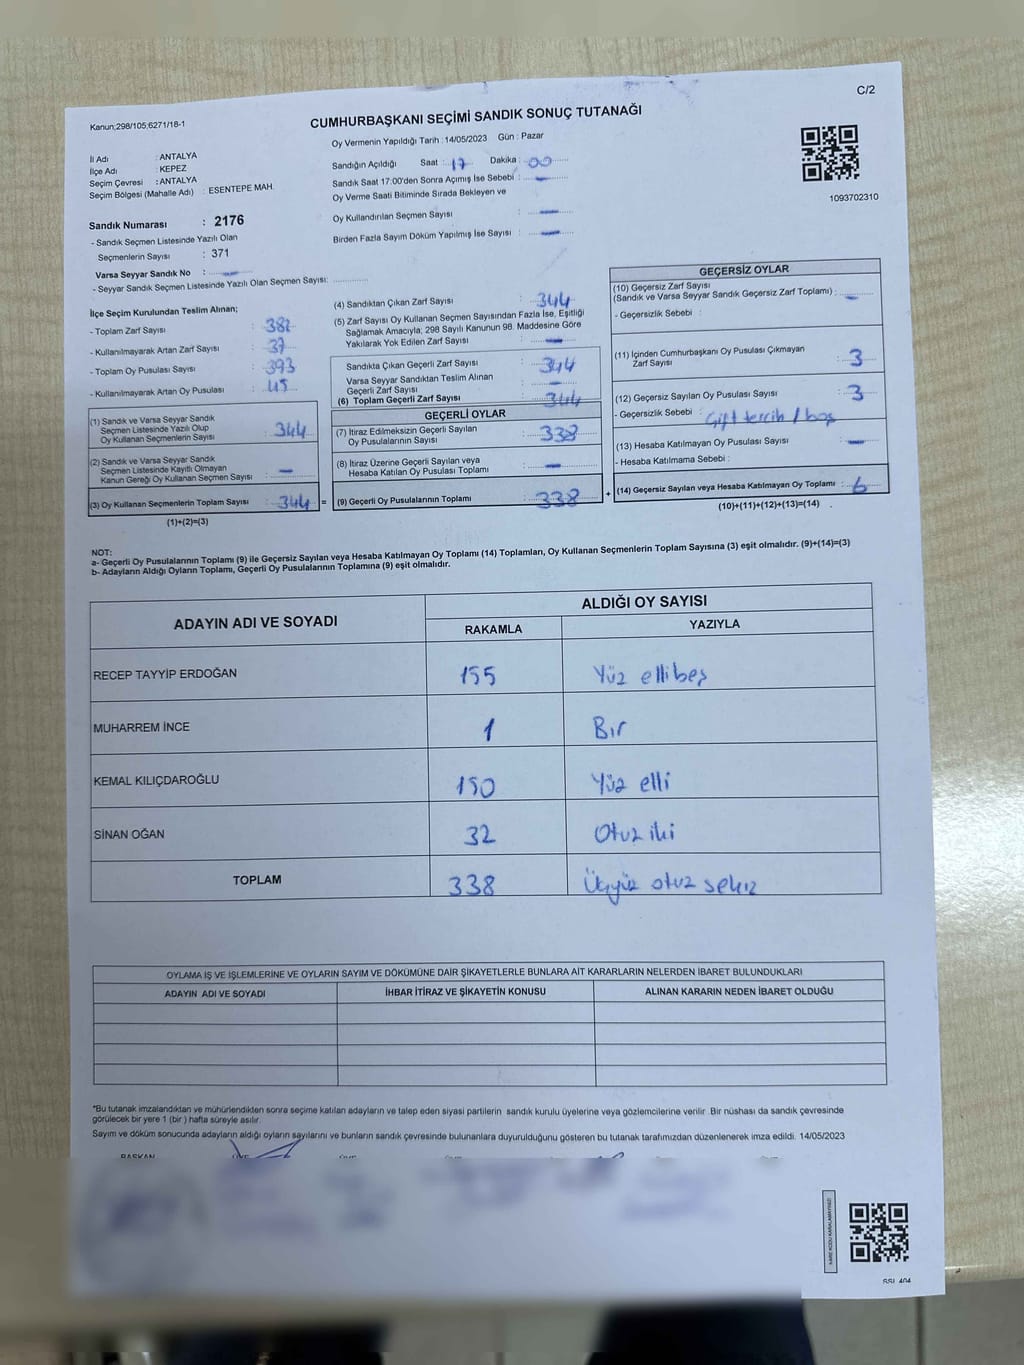 C/2
Kanun;298/105;6271/18-1
CUMHURBAŞKANI SEÇİMİ SANDIK SONUÇ TUTANAĞI
Oy Vermenin Yapıldığı Tarih : 14/05/2023 Gün : Pazar
İl Adı : ANTALYA
İlçe Adı : KEPEZ
Seçim Çevresi : ANTALYA
Seçim Bölgesi (Mahalle Adı) : ESENTEPE MAH.
Sandığın Açıldığı Saat : 17 Dakika : 00
Sandık Saat 17:00'den Sonra Açımış İse Sebebi : —
Oy Verme Saati Bitiminde Sırada Bekleyen ve
Oy Kullandırılan Seçmen Sayısı : —
Birden Fazla Sayım Döküm Yapılmış İse Sayısı : —
1093702310
Sandık Numarası : 2176
- Sandık Seçmen Listesinde Yazılı Olan
Seçmenlerin Sayısı : 371
Varsa Seyyar Sandık No : —
- Seyyar Sandık Seçmen Listesinde Yazılı Olan Seçmen Sayısı:
İlçe Seçim Kurulundan Teslim Alınan;
- Toplam Zarf Sayısı : 381
- Kullanılmayarak Artan Zarf Sayısı : 37
- Toplam Oy Pusulası Sayısı : 393
- Kullanılmayarak Artan Oy Pusulası : 45
(1) Sandık ve Varsa Seyyar Sandık
Seçmen Listesinde Yazılı Olup
Oy Kullanan Seçmenlerin Sayısı : 344
(2) Sandık ve Varsa Seyyar Sandık
Seçmen Listesinde Kayıtlı Olmayan
Kanun Gereği Oy Kullanan Seçmen Sayısı : —
(3) Oy Kullanan Seçmenlerin Toplam Sayısı : 344 =
(1)+(2)=(3)
(4) Sandıktan Çıkan Zarf Sayısı : 344
(5) Zarf Sayısı Oy Kullanan Seçmen Sayısından Fazla İse, Eşitliği
Sağlamak Amacıyla; 298 Sayılı Kanunun 98. Maddesine Göre
Yakılarak Yok Edilen Zarf Sayısı : —
Sandıkta Çıkan Geçerli Zarf Sayısı : 344
Varsa Seyyar Sandıktan Teslim Alınan
Geçerli Zarf Sayısı : —
(6) Toplam Geçerli Zarf Sayısı : 344
GEÇERLİ OYLAR
(7) İtiraz Edilmeksizin Geçerli Sayılan
Oy Pusulalarının Sayısı : 338
(8) İtiraz Üzerine Geçerli Sayılan veya
Hesaba Katılan Oy Pusulası Toplamı : —
(9) Geçerli Oy Pusulalarının Toplamı : 338 +
GEÇERSİZ OYLAR
(10) Geçersiz Zarf Sayısı
(Sandık ve Varsa Seyyar Sandık Geçersiz Zarf Toplamı) : —
- Geçersizlik Sebebi :
(11) İçinden Cumhurbaşkanı Oy Pusulası Çıkmayan
Zarf Sayısı : 3
(12) Geçersiz Sayılan Oy Pusulası Sayısı : 3
- Geçersizlik Sebebi : Çift tercih / boş
(13) Hesaba Katılmayan Oy Pusulası Sayısı : —
- Hesaba Katılmama Sebebi :
(14) Geçersiz Sayılan veya Hesaba Katılmayan Oy Toplamı : 6
(10)+(11)+(12)+(13)=(14)
NOT:
a- Geçerli Oy Pusulalarının Toplamı (9) ile Geçersiz Sayılan veya Hesaba Katılmayan Oy Toplamı (14) Toplamları, Oy Kullanan Seçmenlerin Toplam Sayısına (3) eşit olmalıdır. (9)+(14)=(3)
b- Adayların Aldığı Oyların Toplamı, Geçerli Oy Pusulalarının Toplamına (9) eşit olmalıdır.
ADAYIN ADI VE SOYADI ALDIĞI OY SAYISI
RAKAMLA YAZIYLA
RECEP TAYYİP ERDOĞAN 155 Yüz ellibeş
MUHARREM İNCE 1 Bir
KEMAL KILIÇDAROĞLU 150 Yüz elli
SİNAN OĞAN 32 Otuz iki
TOPLAM 338 Üçyüz otuz sekiz
OYLAMA İŞ VE İŞLEMLERİNE VE OYLARIN SAYIM VE DÖKÜMÜNE DAİR ŞİKAYETLERLE BUNLARA AİT KARARLARIN NELERDEN İBARET BULUNDUKLARI
ADAYIN ADI VE SOYADI İHBAR İTİRAZ VE ŞİKAYETİN KONUSU ALINAN KARARIN NEDEN İBARET OLDUĞU
*Bu tutanak imzalandıktan ve mühürlendikten sonra seçime katılan adayların ve talep eden siyasi partilerin sandık kurulu üyelerine veya gözlemcilerine verilir .Bir nüshası da sandık çevresinde
görülecek bir yere 1 (bir ) hafta süreyle asılır.
Sayım ve döküm sonucunda adayların aldığı oyların sayılarını ve bunların sandık çevresinde bulunanlara duyurulduğunu gösteren bu tutanak tarafımızdan düzenlenerek imza edildi. 14/05/2023
BAŞKAN ÜYE
KARE KODU KARALAMAYINIZ!